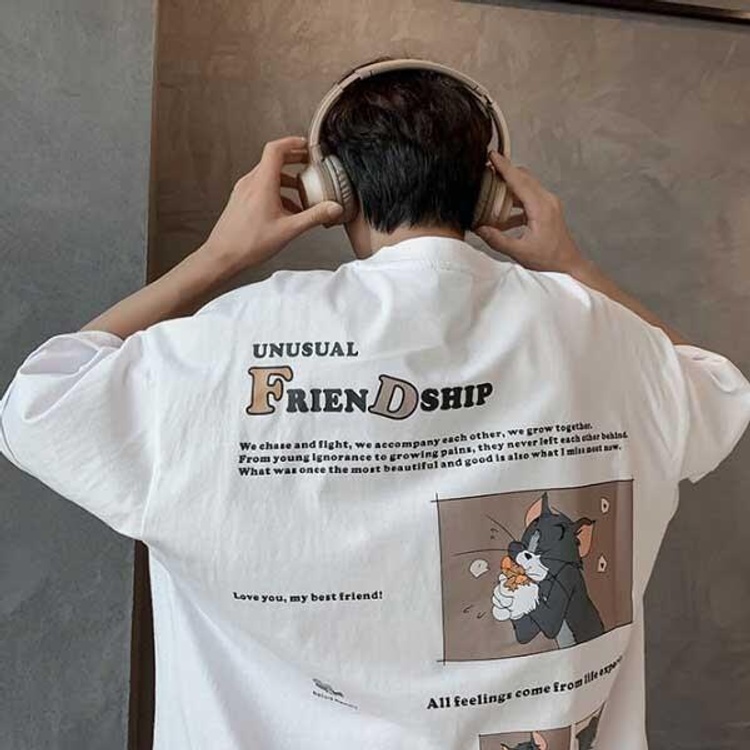 UNUSUAL
FRIENDSHIP
We chase and fight, we accompany each other, we grow together.
From young ignorance to growing pains, they never left each other behind.
What was once the most beautiful and good is also what I miss most now.
Love you, my best friend!
All feelings come from life